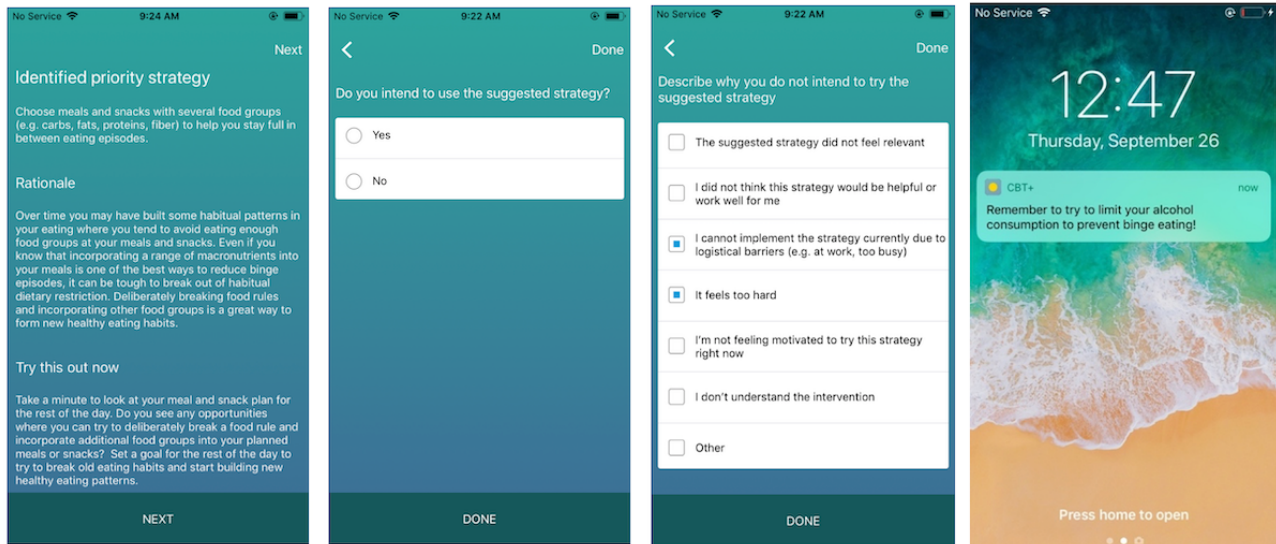 No Service 9:24 AM
Next
Identified priority strategy
Choose meals and snacks with several food groups
(e.g. carbs, fats, proteins, fiber) to help you stay full in
between eating episodes.
Rationale
Over time you may have built some habitual patterns in
your eating where you tend to avoid eating enough
food groups at your meals and snacks. Even if you
know that incorporating a range of macronutrients into
your meals is one of the best ways to reduce binge
episodes, it can be tough to break out of habitual
dietary restriction. Deliberately breaking food rules
and incorporating other food groups is a great way to
form new healthy eating habits.
Try this out now
Take a minute to look at your meal and snack plan for
the rest of the day. Do you see any opportunities
where you can try to deliberately break a food rule and
incorporate additional food groups into your planned
meals or snacks? Set a goal for the rest of the day to
try to break old eating habits and start building new
healthy eating patterns.
NEXT
No Service 9:22 AM
Done
Do you intend to use the suggested strategy?
Yes
No
DONE
No Service 9:22 AM
Done
Describe why you do not intend to try the
suggested strategy
The suggested strategy did not feel relevant
I did not think this strategy would be helpful or
work well for me
I cannot implement the strategy currently due to
logistical barriers (e.g. at work, too busy)
It feels too hard
I'm not feeling motivated to try this strategy
right now
I don't understand the intervention
Other
DONE
No Service
12:47
Thursday, September 26
CBT+ now
Remember to try to limit your alcohol
consumption to prevent binge eating!
Press home to open